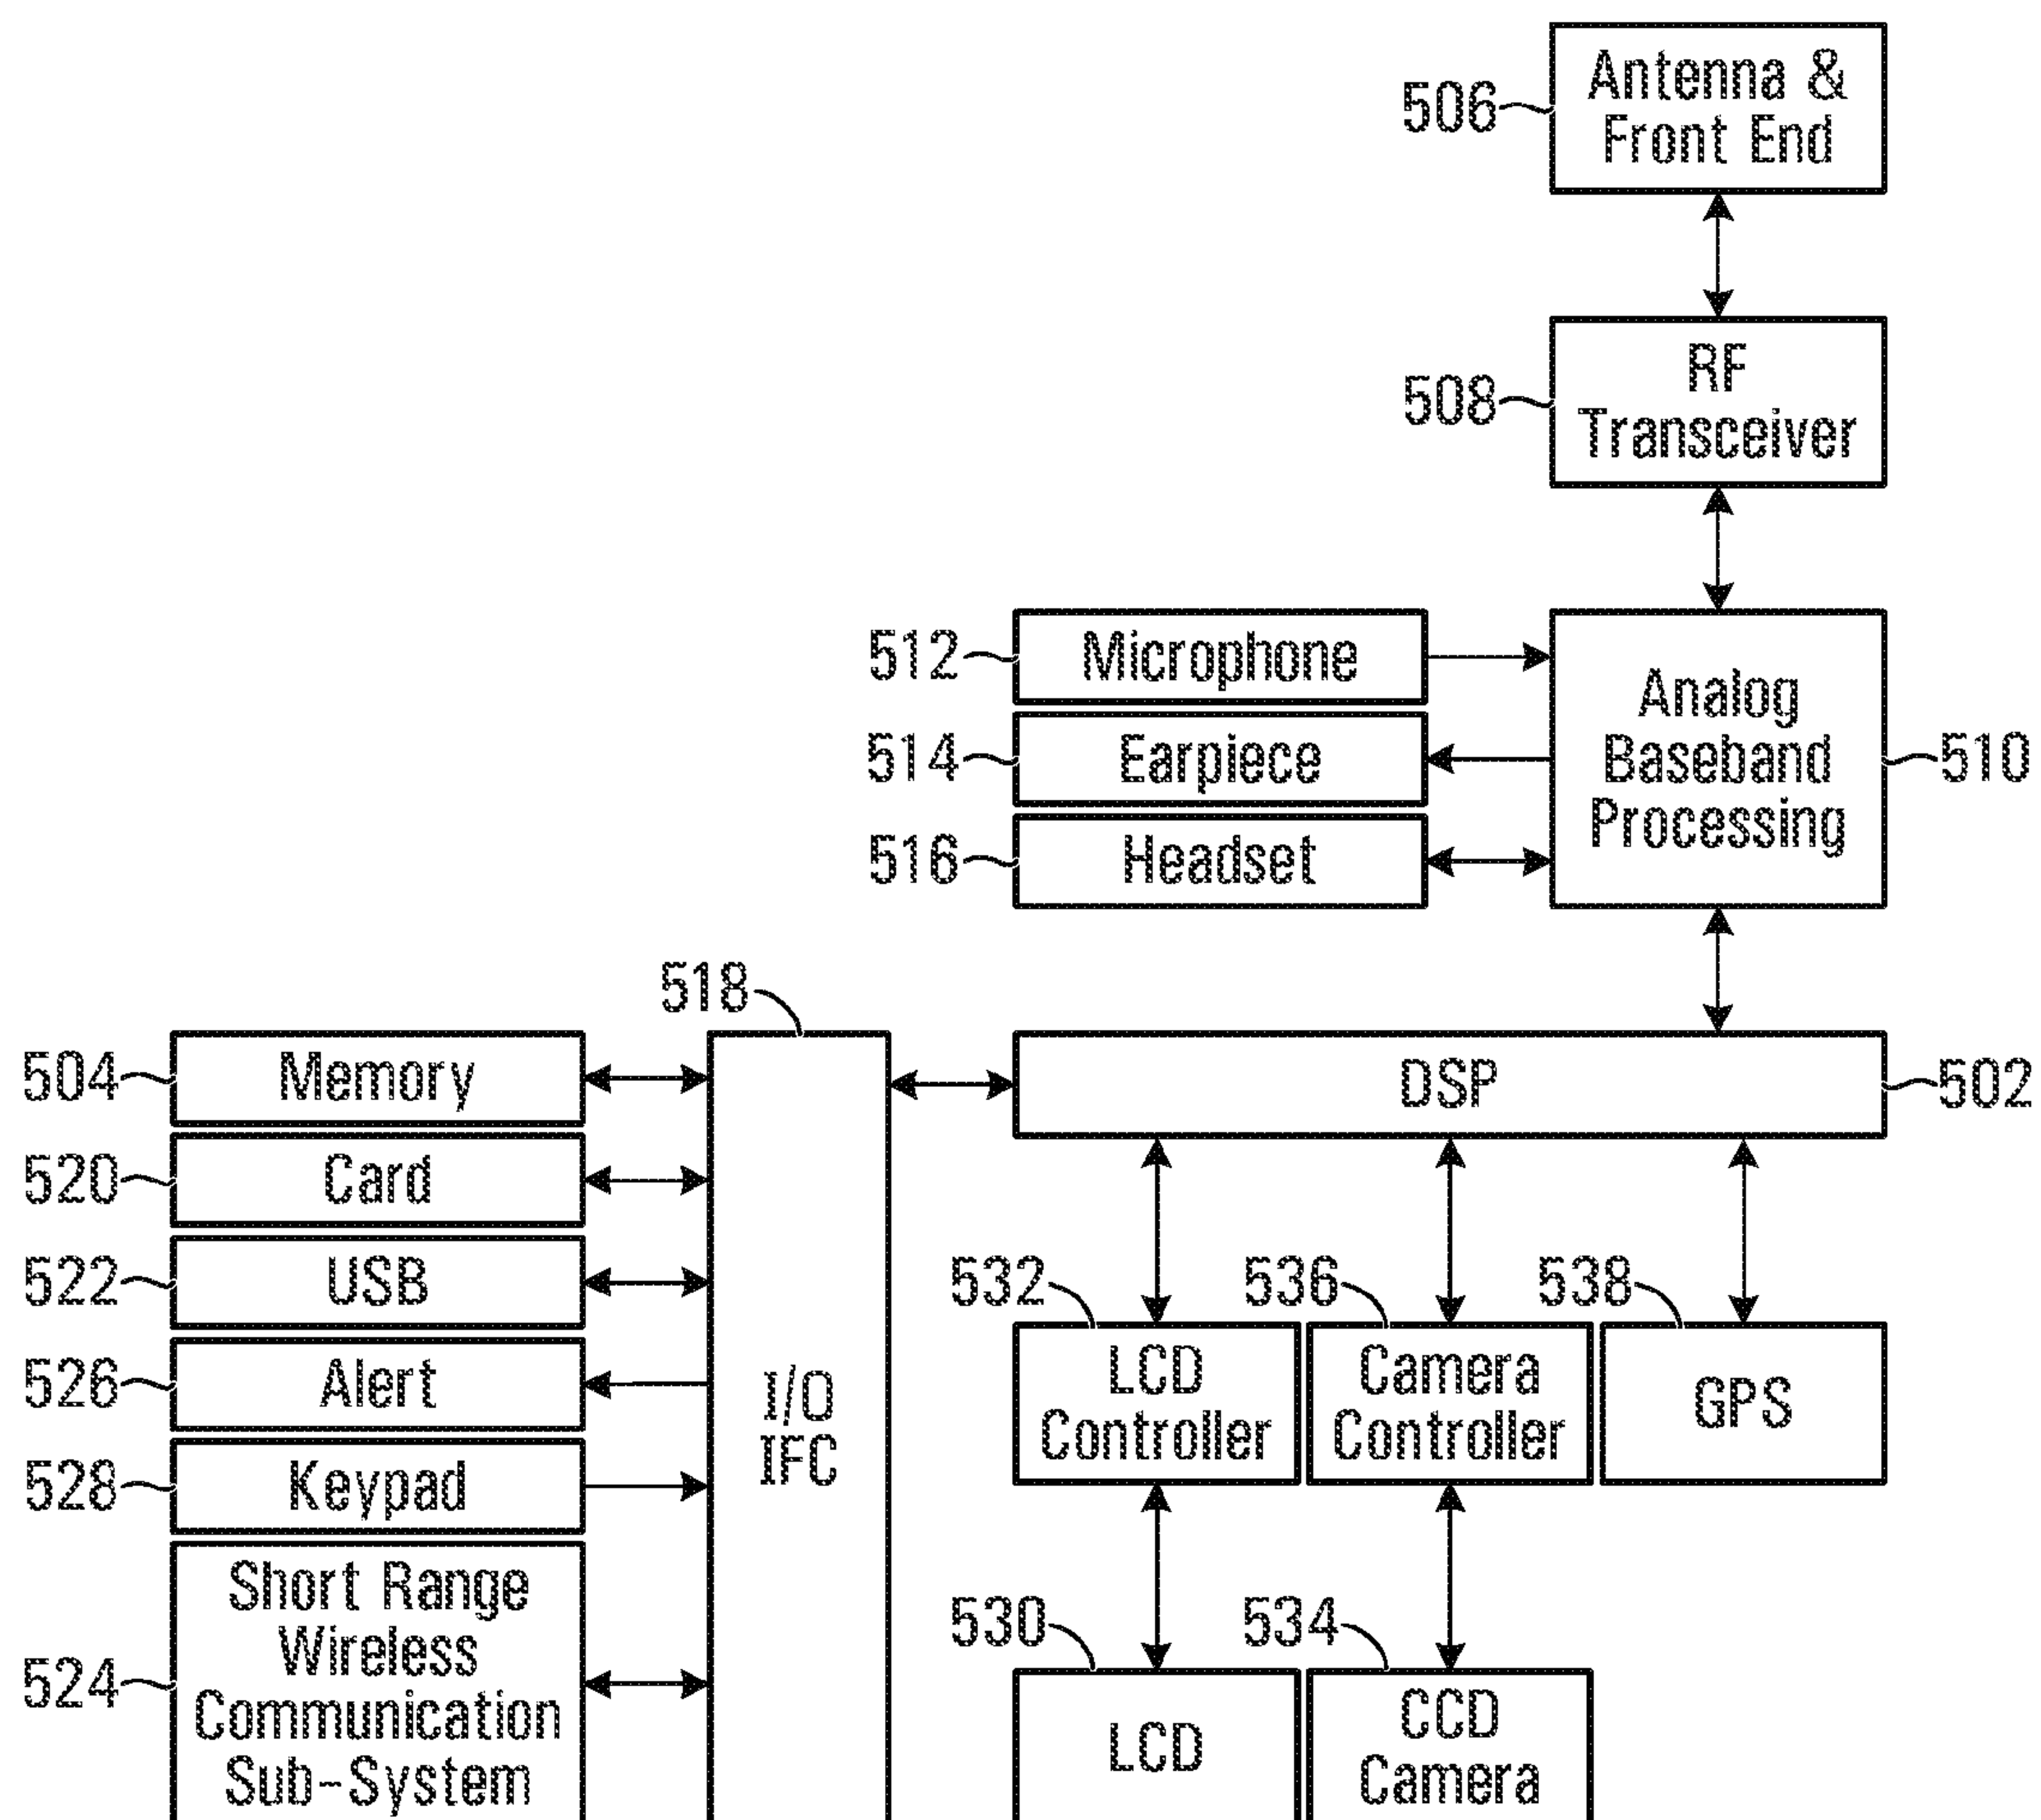 506
Antenna &
Front End
508
RF
Transceiver
512
Microphone
514
Earpiece
516
Headset
Analog
Baseband
Processing
510
518
504
Memory
520
Card
522
USB
526
Alert
528
Keypad
524
Short Range
Wireless
Communication
Sub-System
I/O
IFC
DSP
502
532
LCD
Controller
536
Camera
Controller
538
GPS
530
LCD
534
CCD
Camera